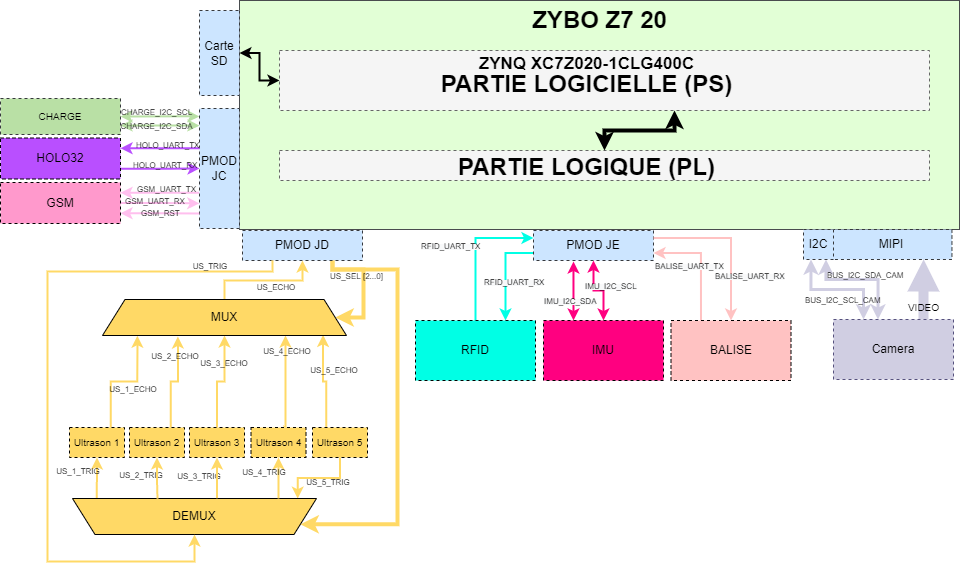 ZYBO Z7 20
Carte
SD
ZYNQ XC7Z020-1CLG400C
PARTIE LOGICIELLE (PS)
CHARGE
CHARGE_I2C_SCL
CHARGE_I2C_SDA
HOLO32
HOLO_UART_TX
HOLO_UART_RX
PMOD
JC
PARTIE LOGIQUE (PL)
GSM
GSM_UART_TX
GSM_UART_RX
GSM_RST
PMOD JD
PMOD JE
I2C
MIPI
US_TRIG
US_SEL [2...0]
US_ECHO
RFID_UART_TX
RFID_UART_RX
IMU_I2C_SCL
IMU_I2C_SDA
BALISE_UART_TX
BALISE_UART_RX
BUS_I2C_SDA_CAM
BUS_I2C_SCL_CAM
VIDEO
MUX
RFID
IMU
BALISE
Camera
US_1_ECHO
US_2_ECHO
US_3_ECHO
US_4_ECHO
US_5_ECHO
Ultrason 1
Ultrason 2
Ultrason 3
Ultrason 4
Ultrason 5
US_1_TRIG
US_2_TRIG
US_3_TRIG
US_4_TRIG
US_5_TRIG
DEMUX